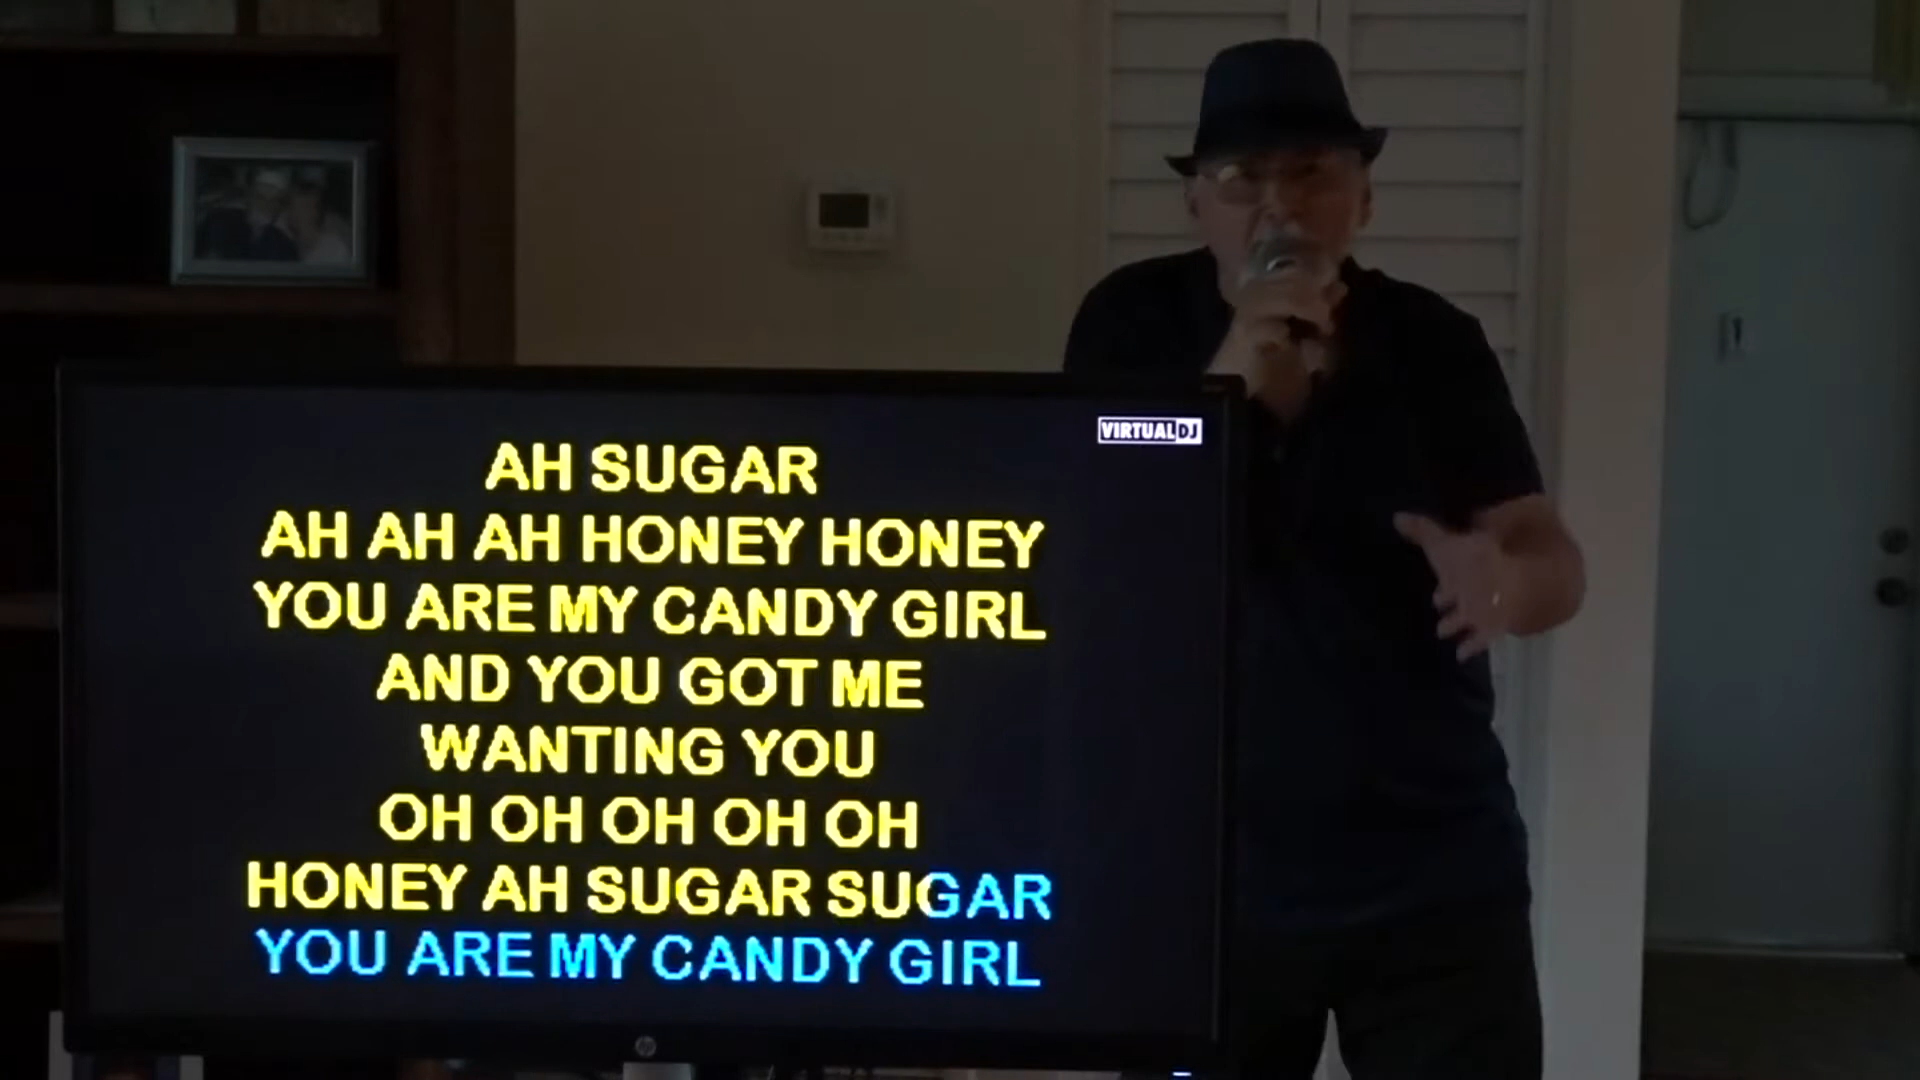 VIRTUALDJ
AH SUGAR
AH AH AH HONEY HONEY
YOU ARE MY CANDY GIRL
AND YOU GOT ME
WANTING YOU
OH OH OH OH OH
HONEY AH SUGAR SUGAR
YOU ARE MY CANDY GIRL
hp